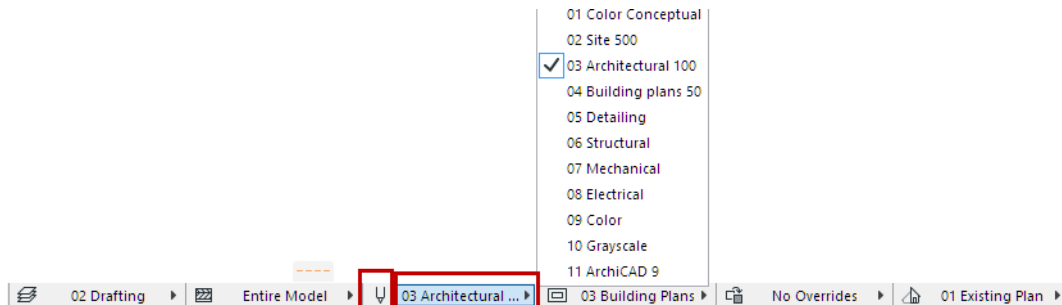 01 Color Conceptual
02 Site 500
03 Architectural 100
04 Building plans 50
05 Detailing
06 Structural
07 Mechanical
08 Electrical
09 Color
10 Grayscale
11 ArchiCAD 9
02 Drafting Entire Model 03 Architectural ... 03 Building Plans No Overrides 01 Existing Plan